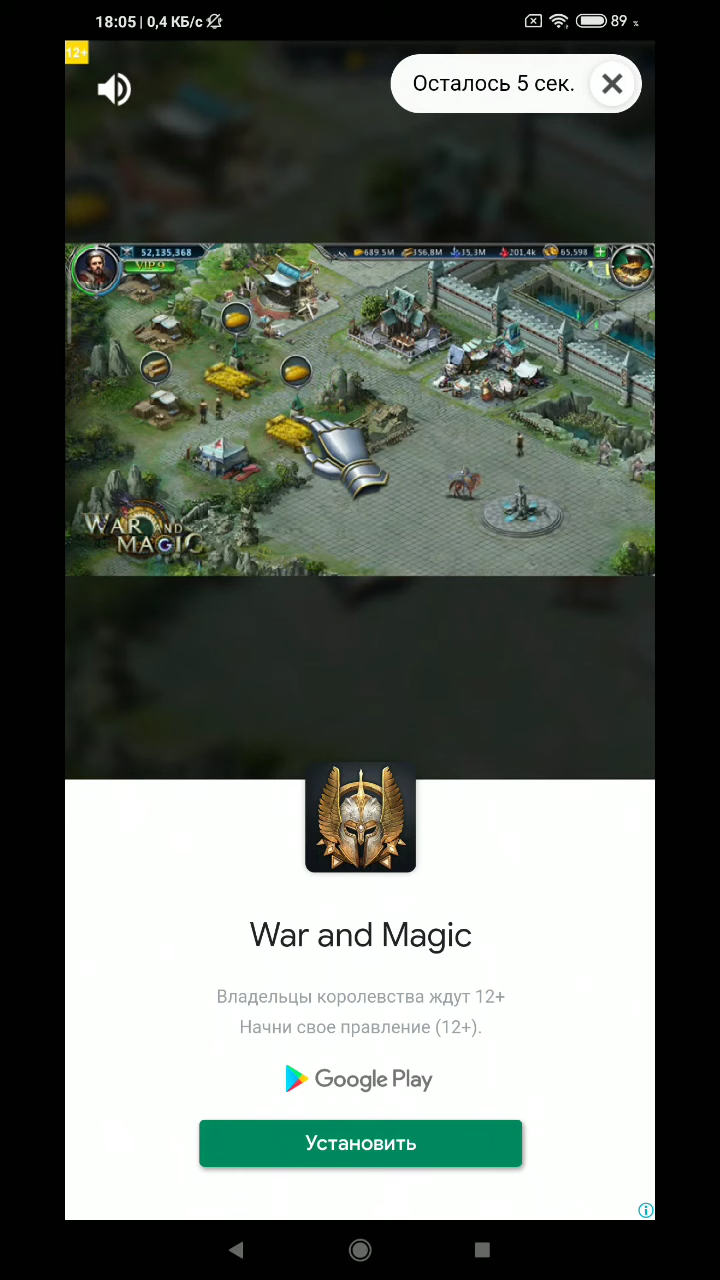 18:05 | 0,4 КБ/с
89 %
12+
Осталось 5 сек.
52,135,368
VIP 9
689.5M
356,8M
35,3M
201,4k
65,598
WAR AND
MAGIC
War and Magic
Владельцы королевства ждут 12+
Начни свое правление (12+).
Google Play
Установить